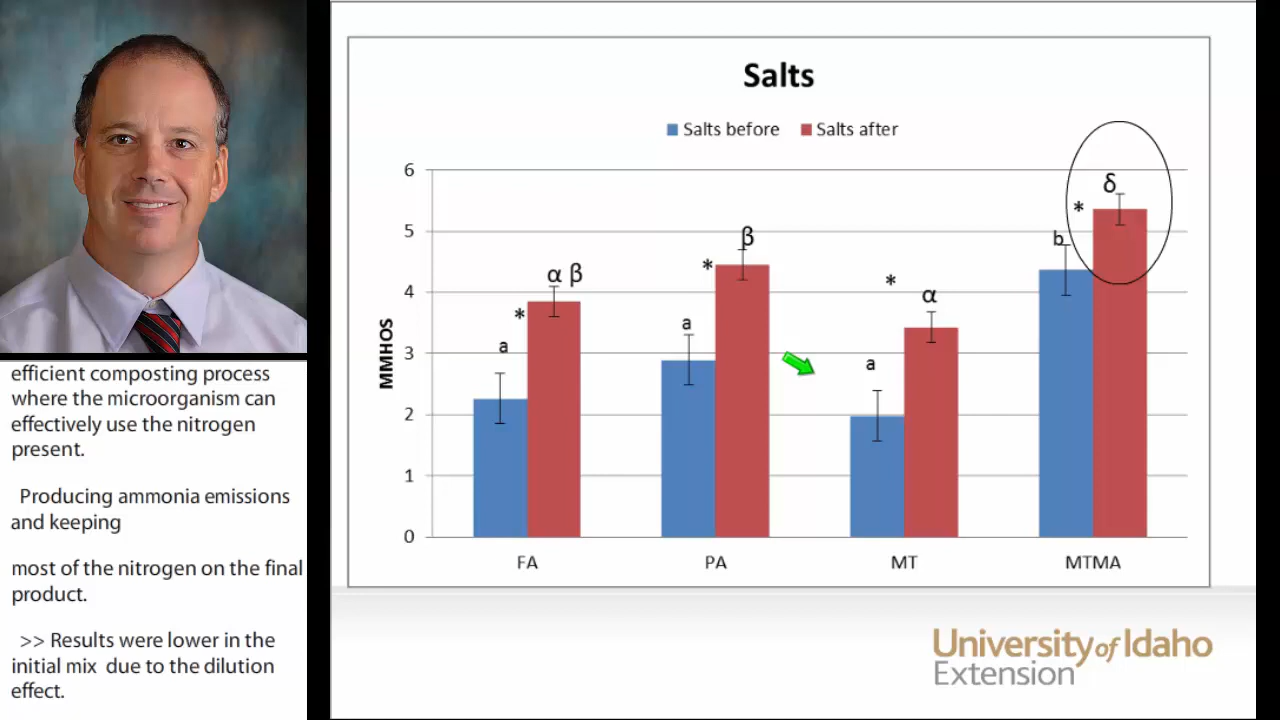 efficient composting process
where the microorganism can
effectively use the nitrogen
present.
Producing ammonia emissions
and keeping
most of the nitrogen on the final
product.
>> Results were lower in the
initial mix due to the dilution
effect.
Salts
Salts before
Salts after
MMHOS
6
5
4
3
2
1
0
a
*
α β
a
*
β
a
*
α
b
*
δ
FA
PA
MT
MTMA
University of Idaho
Extension